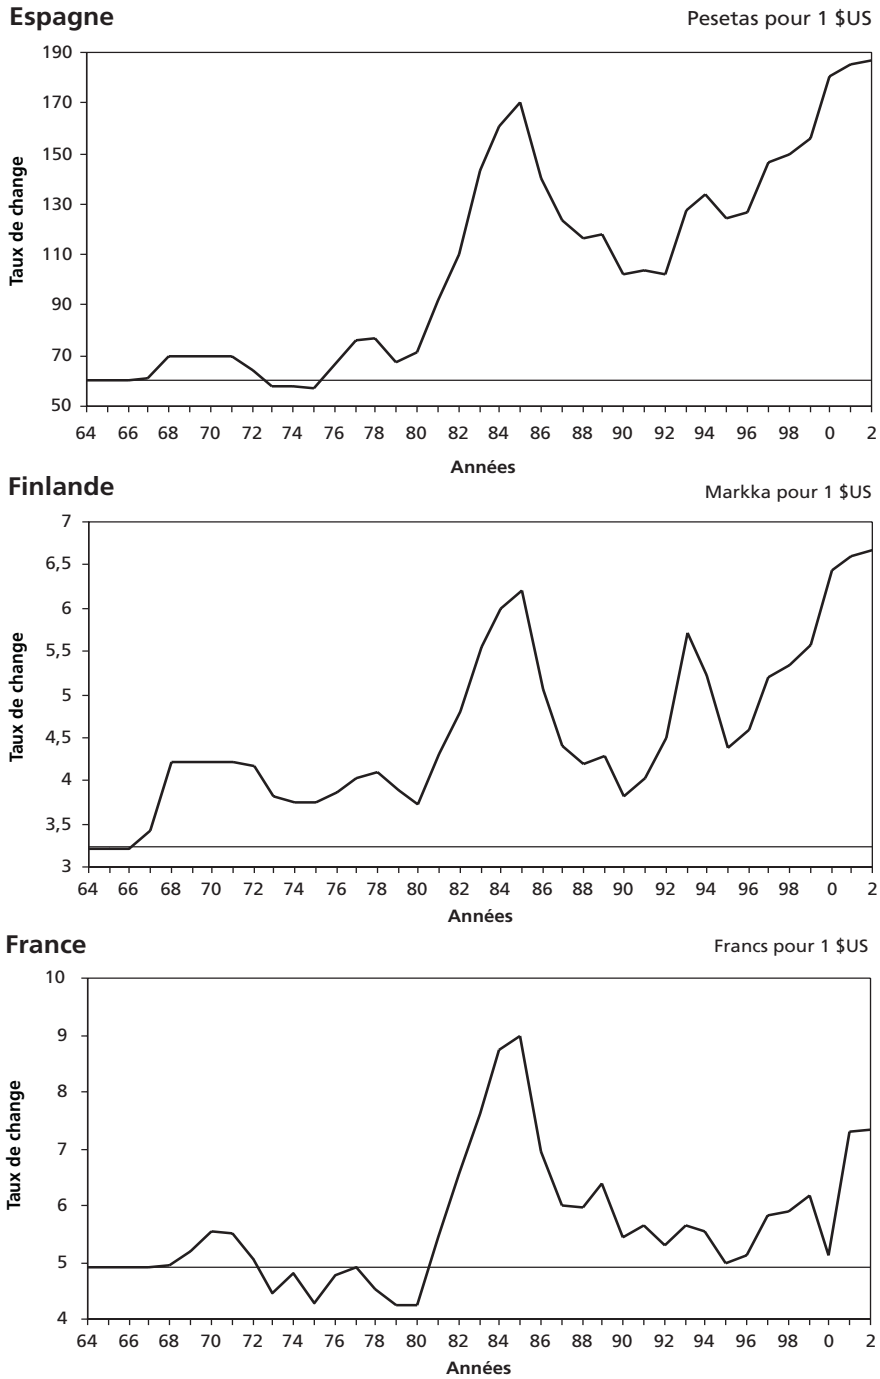 Espagne
Pesetas pour 1 $US
190
170
150
130
110
90
70
50
Taux de change
64 66 68 70 72 74 76 78 80 82 84 86 88 90 92 94 96 98 0 2
Années
Finlande
Markka pour 1 $US
7
6,5
6
5,5
5
4,5
4
3,5
3
Taux de change
64 66 68 70 72 74 76 78 80 82 84 86 88 90 92 94 96 98 0 2
Années
France
Francs pour 1 $US
10
9
8
7
6
5
4
Taux de change
64 66 68 70 72 74 76 78 80 82 84 86 88 90 92 94 96 98 0 2
Années